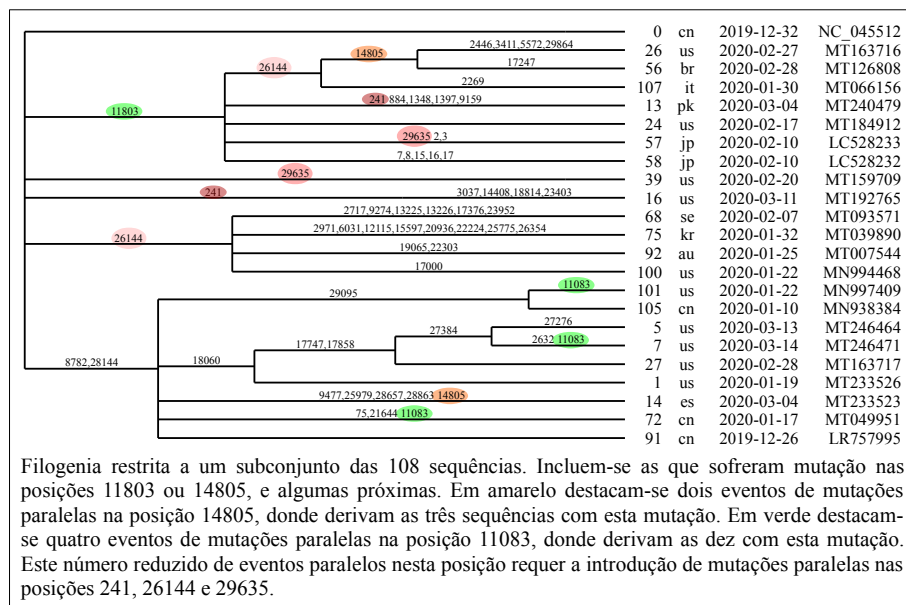 0 cn 2019-12-32 NC_045512
2446,3411,5572,29864
26 us 2020-02-27 MT163716
14805
17247
56 br 2020-02-28 MT126808
26144
2269
107 it 2020-01-30 MT066156
11803
241 884,1348,1397,9159
13 pk 2020-03-04 MT240479
24 us 2020-02-17 MT184912
29635 2,3
57 jp 2020-02-10 LC528233
7,8,15,16,17
58 jp 2020-02-10 LC528232
29635
39 us 2020-02-20 MT159709
241
3037,14408,18814,23403
16 us 2020-03-11 MT192765
2717,9274,13225,13226,17376,23952
68 se 2020-02-07 MT093571
26144
2971,6031,12115,15597,20936,22224,25775,26354
75 kr 2020-01-32 MT039890
19065,22303
92 au 2020-01-25 MT007544
17000
100 us 2020-01-22 MN994468
29095
11083
101 us 2020-01-22 MN997409
105 cn 2020-01-10 MN938384
27276
5 us 2020-03-13 MT246464
27384
2632 11083
7 us 2020-03-14 MT246471
17747,17858
27 us 2020-02-28 MT163717
8782,28144
18060
1 us 2020-01-19 MT233526
9477,25979,28657,28863 14805
14 es 2020-03-04 MT233523
75,21644 11083
72 cn 2020-01-17 MT049951
91 cn 2019-12-26 LR757995
Filogenia restrita a um subconjunto das 108 sequências. Incluem-se as que sofreram mutação nas
posições 11803 ou 14805, e algumas próximas. Em amarelo destacam-se dois eventos de mutações
paralelas na posição 14805, donde derivam as três sequências com esta mutação. Em verde destacam-
se quatro eventos de mutações paralelas na posição 11083, donde derivam as dez com esta mutação.
Este número reduzido de eventos paralelos nesta posição requer a introdução de mutações paralelas nas
posições 241, 26144 e 29635.